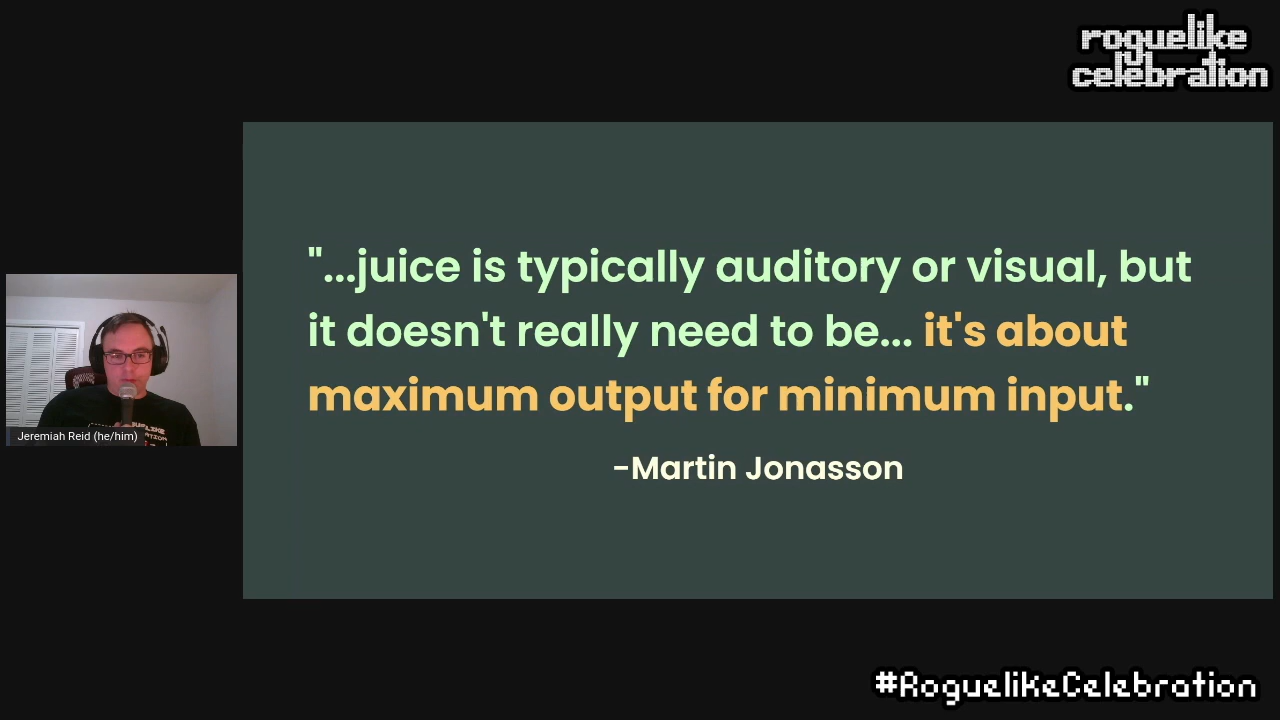 roguelike
celebration
"...juice is typically auditory or visual, but
it doesn't really need to be... it's about
maximum output for minimum input."
-Martin Jonasson
Jeremiah Reid (he/him)
#RoguelikeCelebration